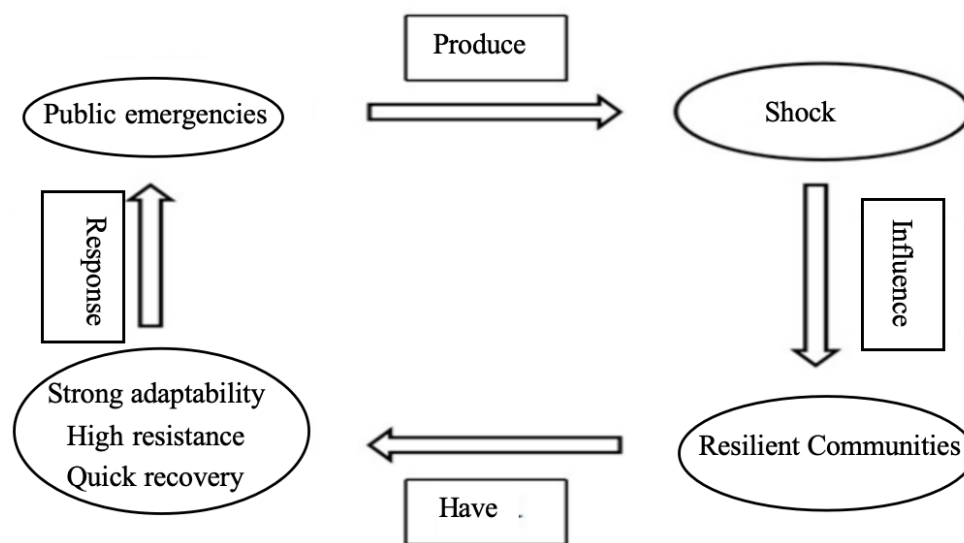 Produce
Public emergencies
Shock
Response
Influence
Strong adaptability
High resistance
Quick recovery
Resilient Communities
Have .